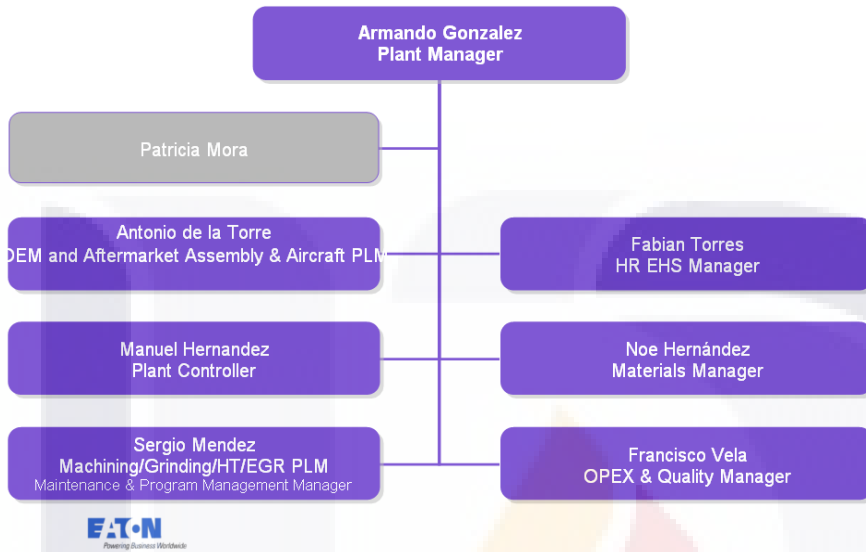 Armando Gonzalez
Plant Manager
Patricia Mora
Antonio de la Torre
OEM and Aftermarket Assembly & Aircraft PLM
Fabian Torres
HR EHS Manager
Manuel Hernandez
Plant Controller
Noe Hernández
Materials Manager
Sergio Mendez
Machining/Grinding/HT/EGR PLM
Maintenance & Program Management Manager
Francisco Vela
OPEX & Quality Manager
EATON
Powering Business Worldwide